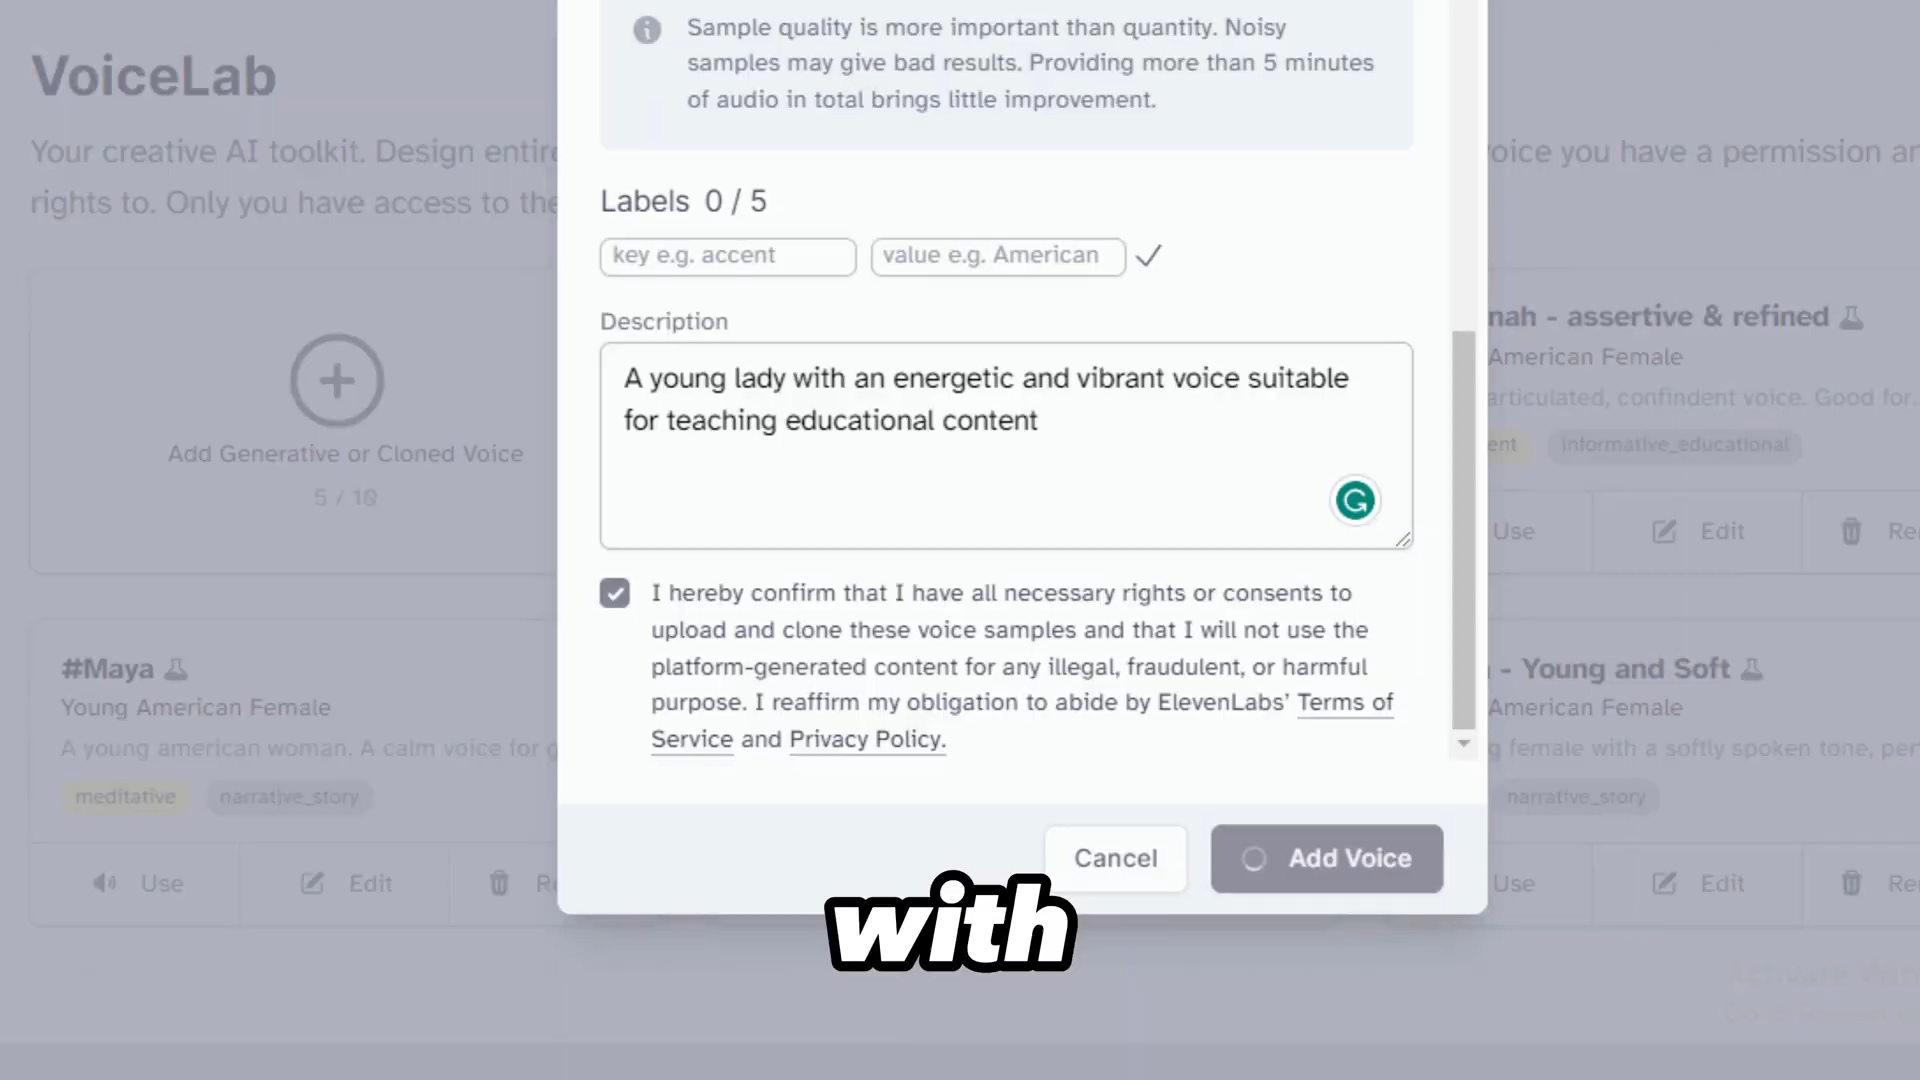 Sample quality is more important than quantity. Noisy
samples may give bad results. Providing more than 5 minutes
of audio in total brings little improvement.
VoiceLab
Your creative AI toolkit. Design
rights to. Only you have access to
voice you have a permission
Labels 0 / 5
key e.g. accent
value e.g. American
Description
A young lady with an energetic and vibrant voice suitable
for teaching educational content
Add Generative or Cloned Voice
5 / 10
- assertive & refined
American Female
articulated, confindent voice. Good for...
informative_educational
Use
Edit
I hereby confirm that I have all necessary rights or consents to
upload and clone these voice samples and that I will not use the
platform-generated content for any illegal, fraudulent, or harmful
purpose. I reaffirm my obligation to abide by ElevenLabs’ Terms of
Service and Privacy Policy.
#Maya
Young American Female
A young american woman. A calm voice for
meditative
narrative_story
Use
Edit
- Young and Soft
American Female
female with a softly spoken tone,
narrative_story
Use
Edit
Cancel
Add Voice
with